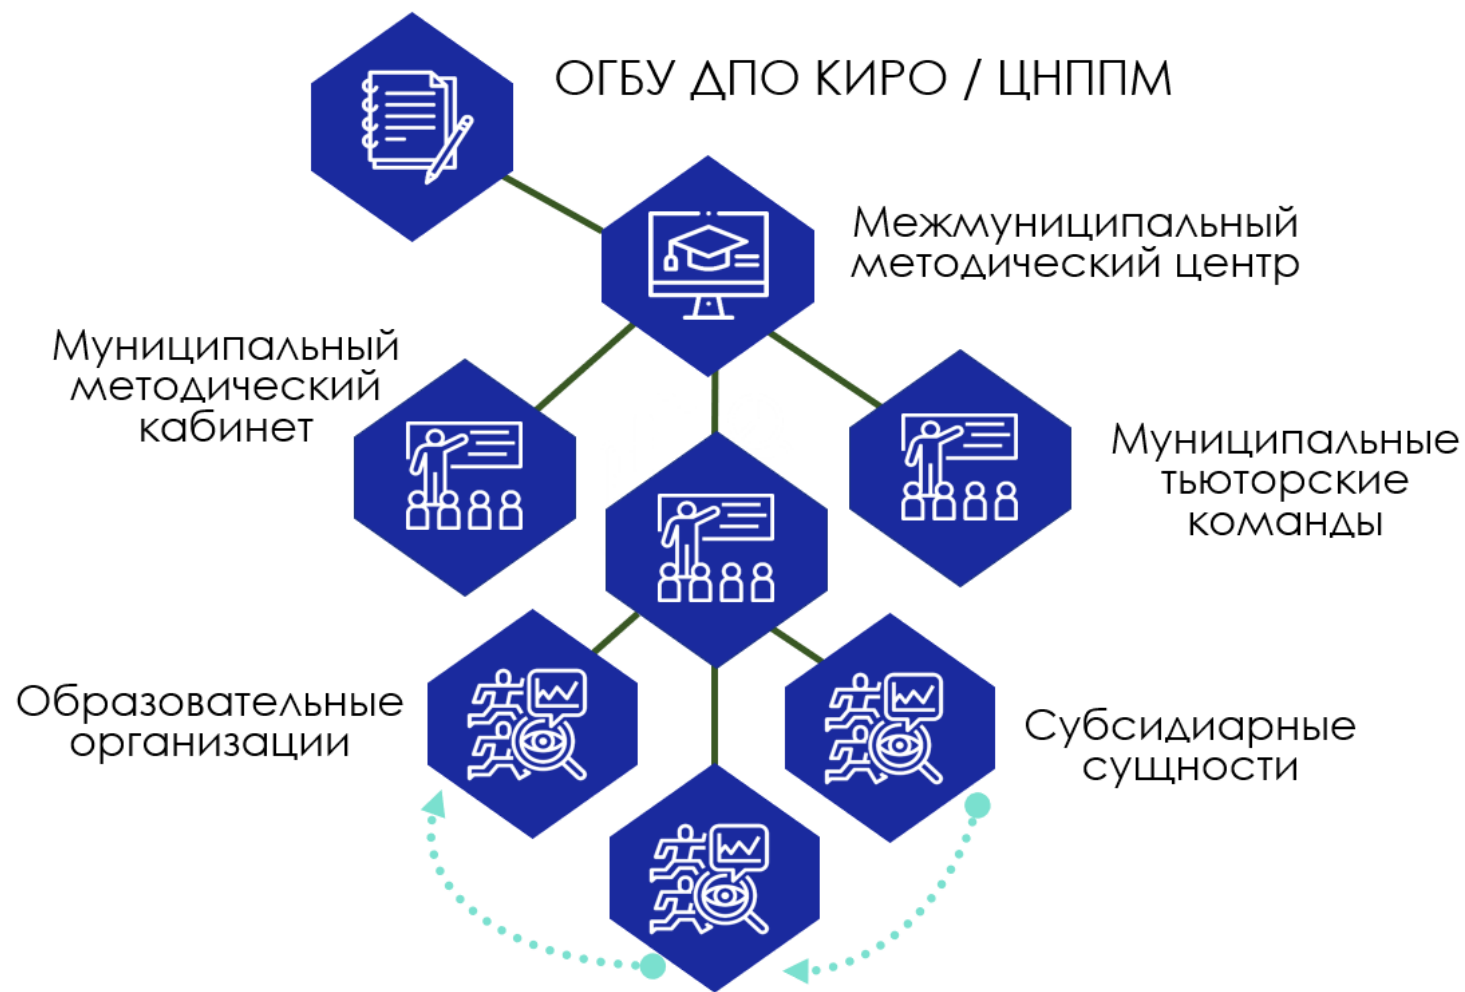 ОГБУ ДПО КИРО / ЦНППМ
Межмуниципальный
методический центр
Муниципальный
методический
кабинет
Муниципальные
тьюторские
команды
Образовательные
организации
Субсидиарные
сущности